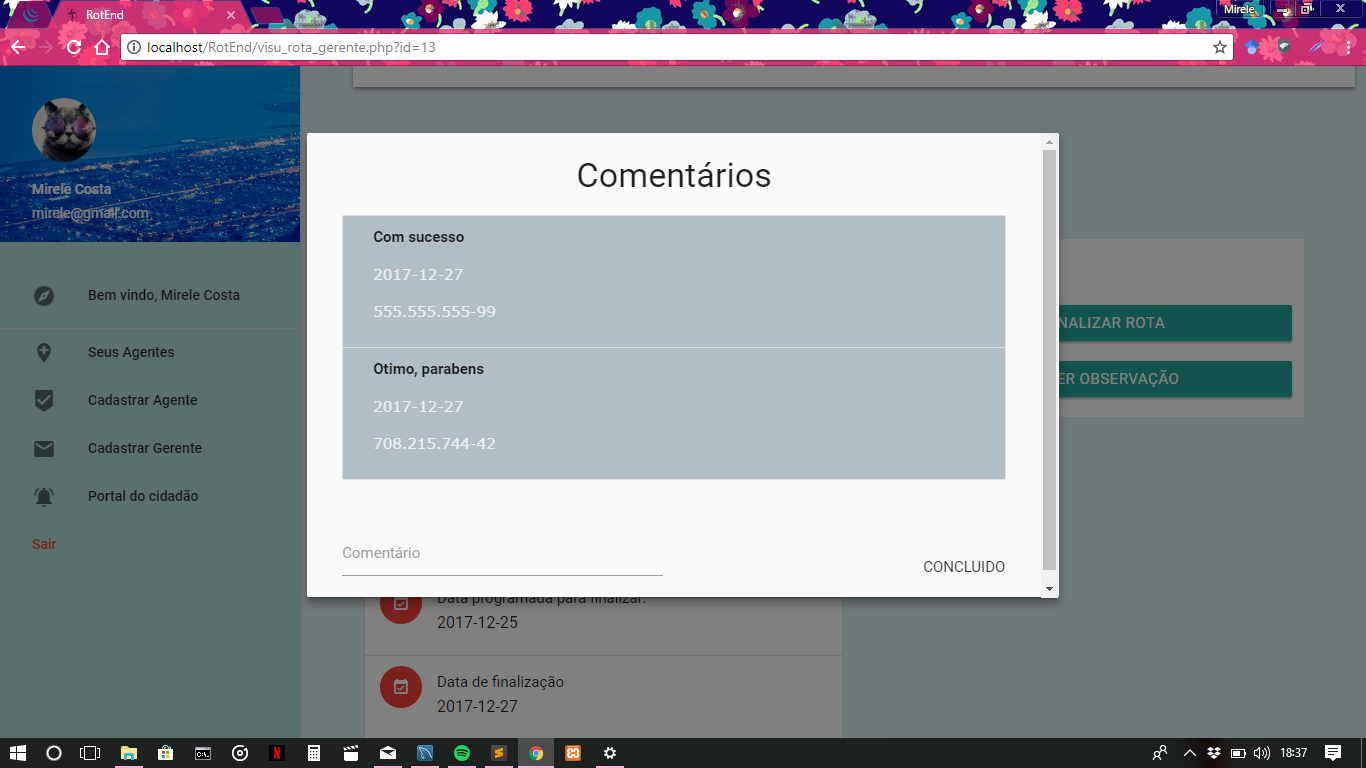 RotEnd
Mirele
localhost/RotEnd/visu_rota_gerente.php?id=13
Mirele Costa
mirele@gmail.com
Bem vindo, Mirele Costa
Seus Agentes
Cadastrar Agente
Cadastrar Gerente
Portal do cidadão
Sair
Comentários
Com sucesso
2017-12-27
555.555.555-99
Otimo, parabens
2017-12-27
708.215.744-42
Comentário
CONCLUIDO
NALIZAR ROTA
ER OBSERVAÇÃO
Data programada para finalizar:
2017-12-25
Data de finalização
2017-12-27
18:37